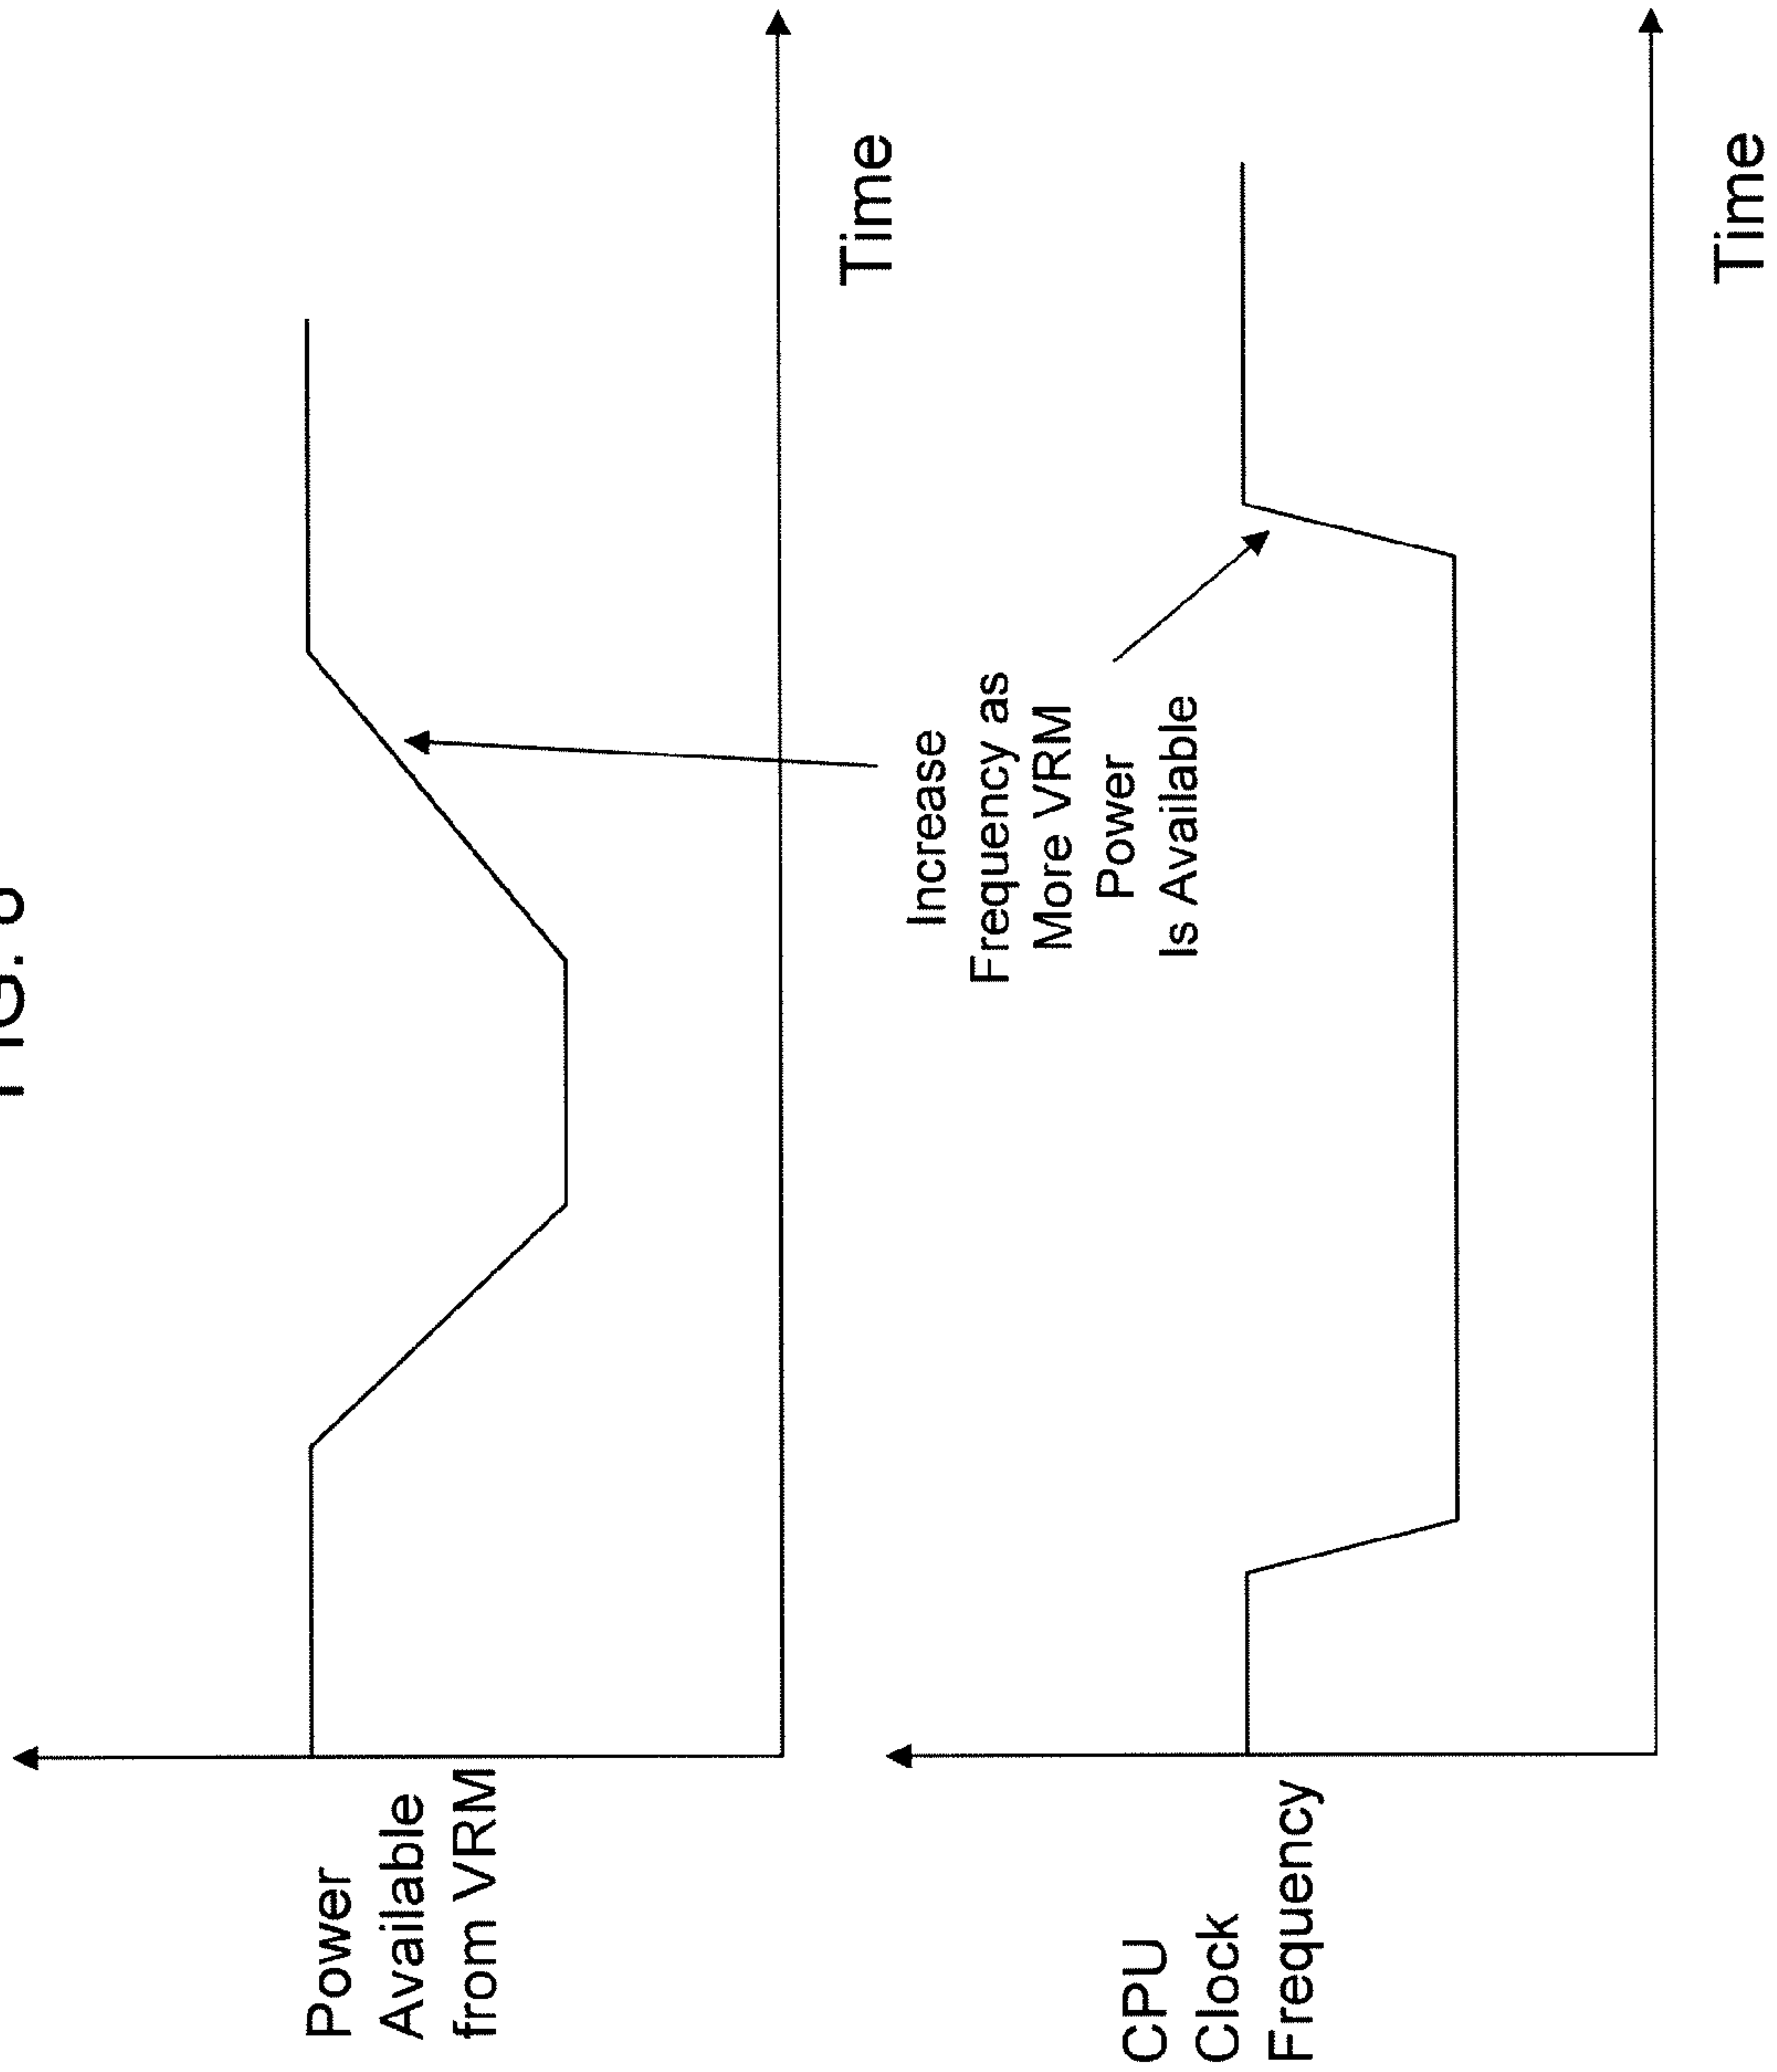 Power
Available
from VRM
Time
Increase
Frequency as
More VRM
Power
Is Available
CPU
Clock
Frequency
Time